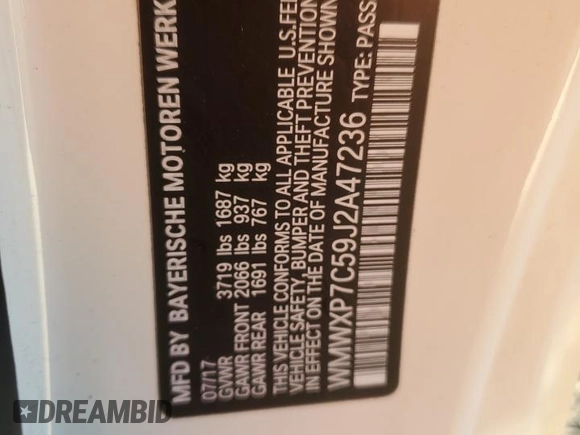 MFD BY BAYERISCHE MOTOREN WERK
07/17
GVWR 3719 lbs 1687 kg
GAWR FRONT 2066 lbs 937 kg
GAWR REAR 1691 lbs 767 kg
THIS VEHICLE CONFORMS TO ALL APPLICABLE U.S.FE
VEHICLE SAFETY, BUMPER AND THEFT PREVENTION
IN EFFECT ON THE DATE OF MANUFACTURE SHOWN
WMWXP7C59J2A47236 TYPE: PASS
DREAMBID